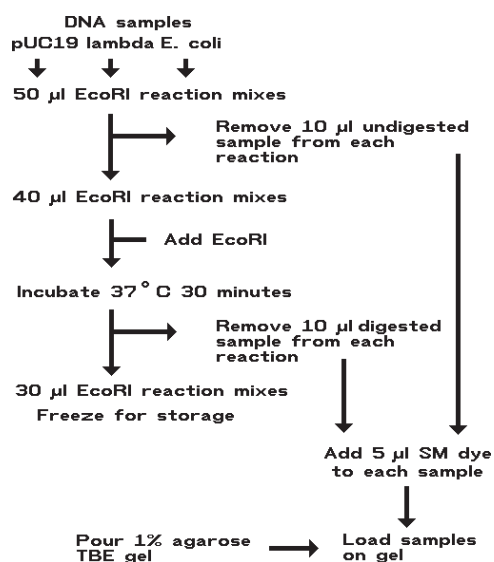 DNA samples
pUC19 lambda E. coli
50 µl EcoRI reaction mixes
Remove 10 µl undigested
sample from each
reaction
40 µl EcoRI reaction mixes
Add EcoRI
Incubate 37° C 30 minutes
Remove 10 µl digested
sample from each
reaction
30 µl EcoRI reaction mixes
Freeze for storage
Add 5 µl SM dye
to each sample
Pour 1% agarose
TBE gel
Load samples
on gel